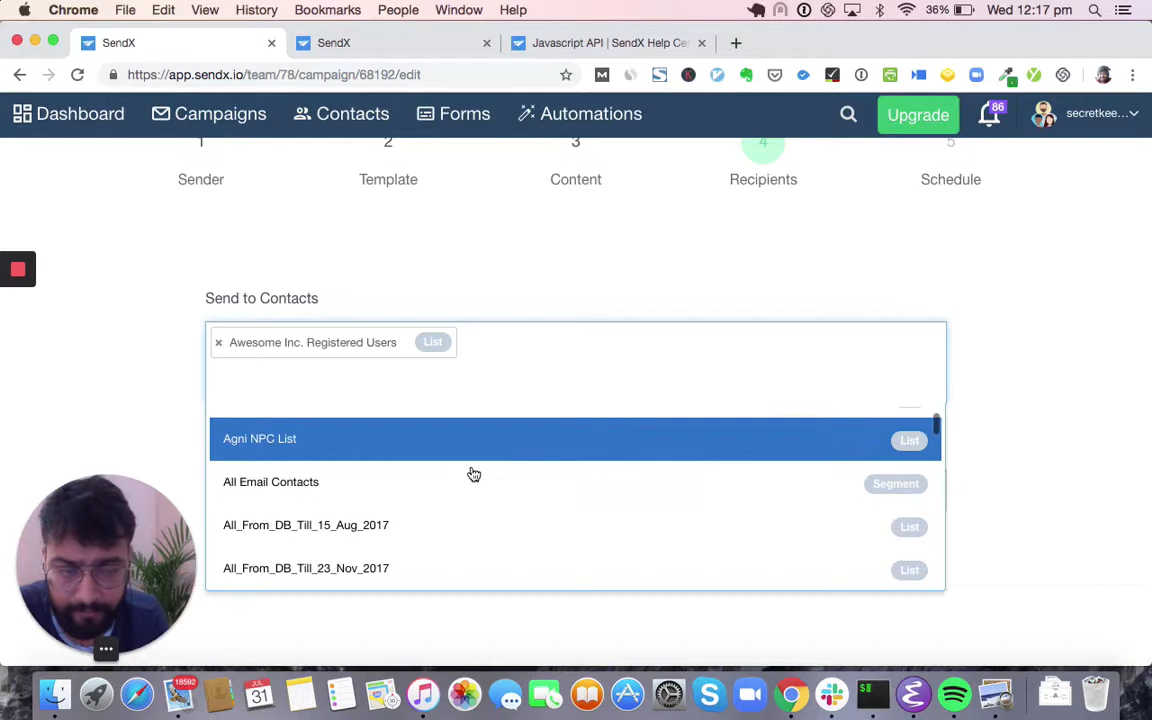 Chrome File Edit View History Bookmarks People Window Help 36% Wed 12:17 pm
SendX SendX Javascript API | SendX Help Ce
https://app.sendx.io/team/78/campaign/68192/edit
Dashboard Campaigns Contacts Forms Automations Upgrade 86 secretkee...
1 2 3 4 5
Sender Template Content Recipients Schedule
Send to Contacts
× Awesome Inc. Registered Users List
Agni NPC List List
All Email Contacts Segment
All_From_DB_Till_15_Aug_2017 List
All_From_DB_Till_23_Nov_2017 List
18592
JUL
31